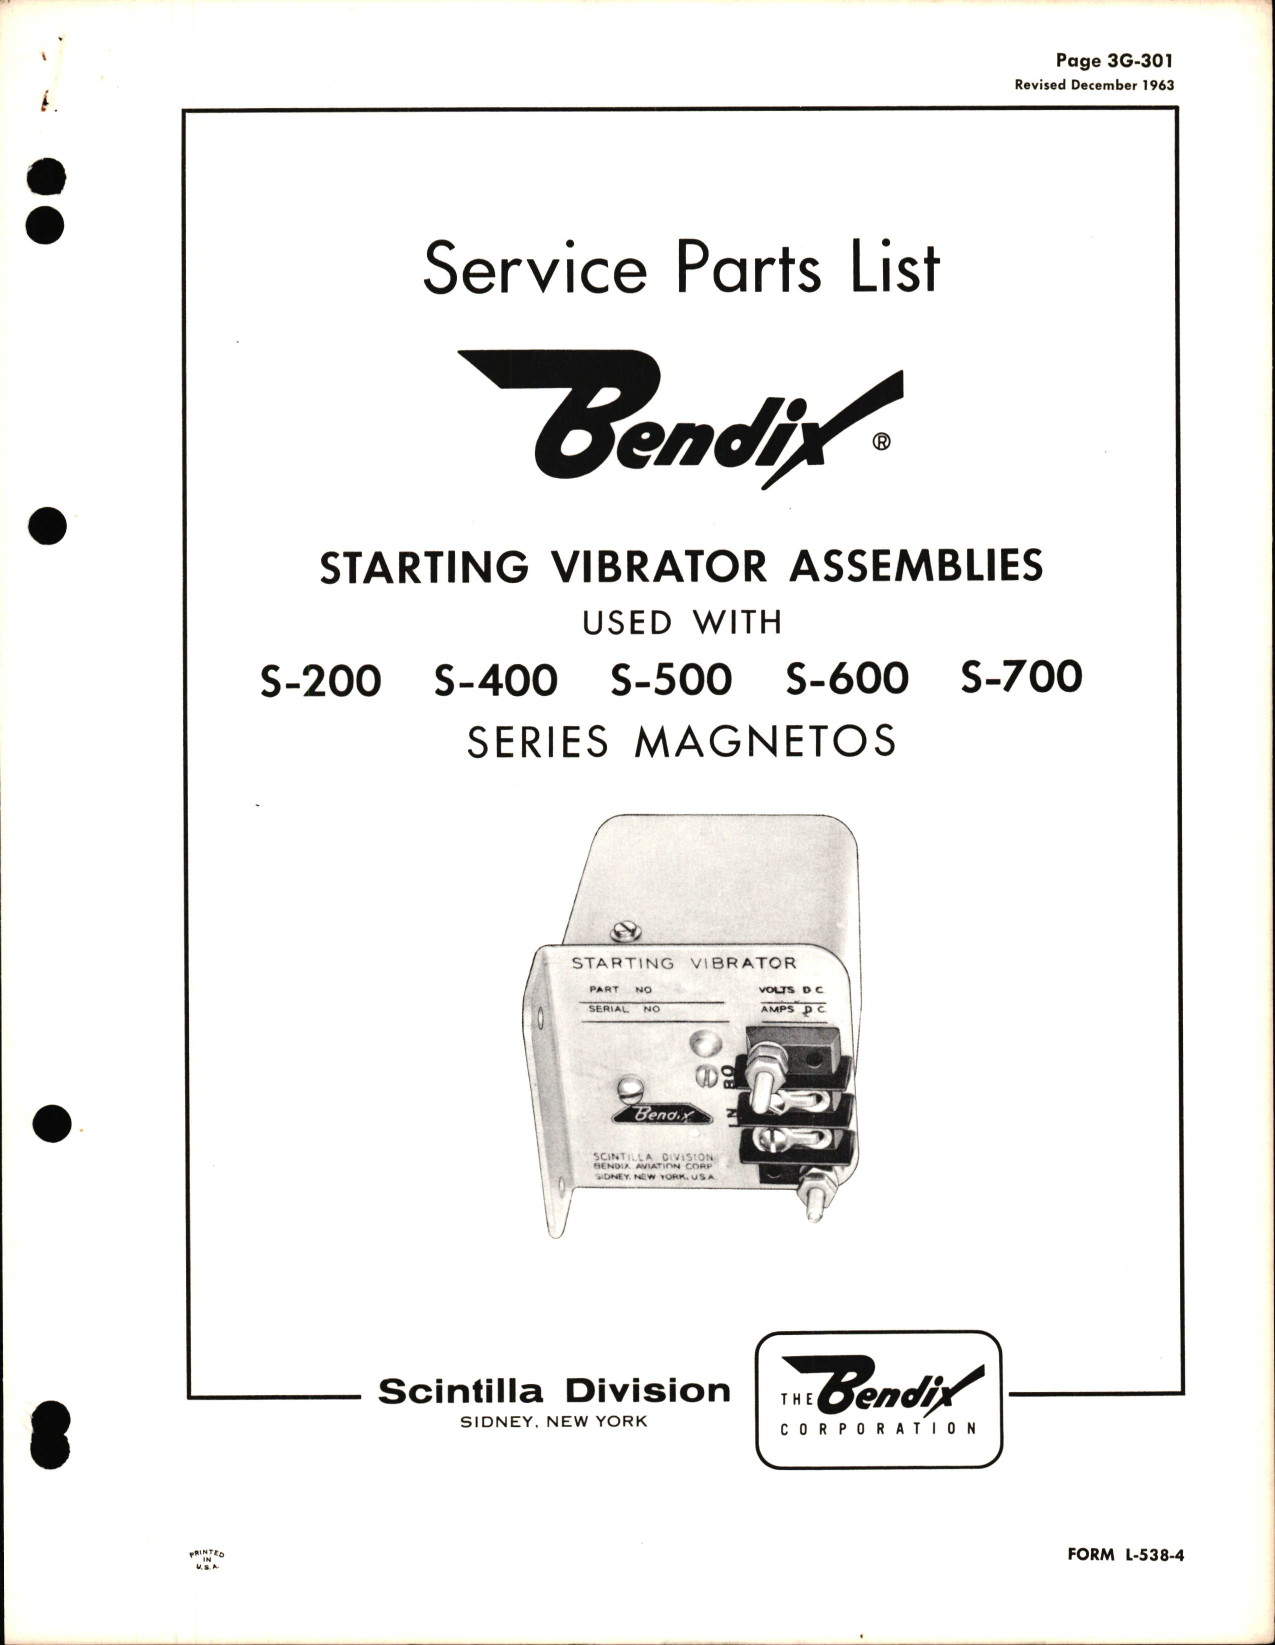 Page 3G-301
Revised December 1963
Service Parts List
Bendix ®
STARTING VIBRATOR ASSEMBLIES
USED WITH
S-200 S-400 S-500 S-600 S-700
SERIES MAGNETOS
STARTING VIBRATOR
PART NO VOLTS D C
SERIAL NO AMPS D C
BO
IN
Bendix
SCINTILLA DIVISION
BENDIX AVIATION CORP
SIDNEY, NEW YORK, U.S.A.
Scintilla Division
SIDNEY, NEW YORK
THE Bendix
CORPORATION
PRINTED
IN
U.S.A.
FORM L-538-4